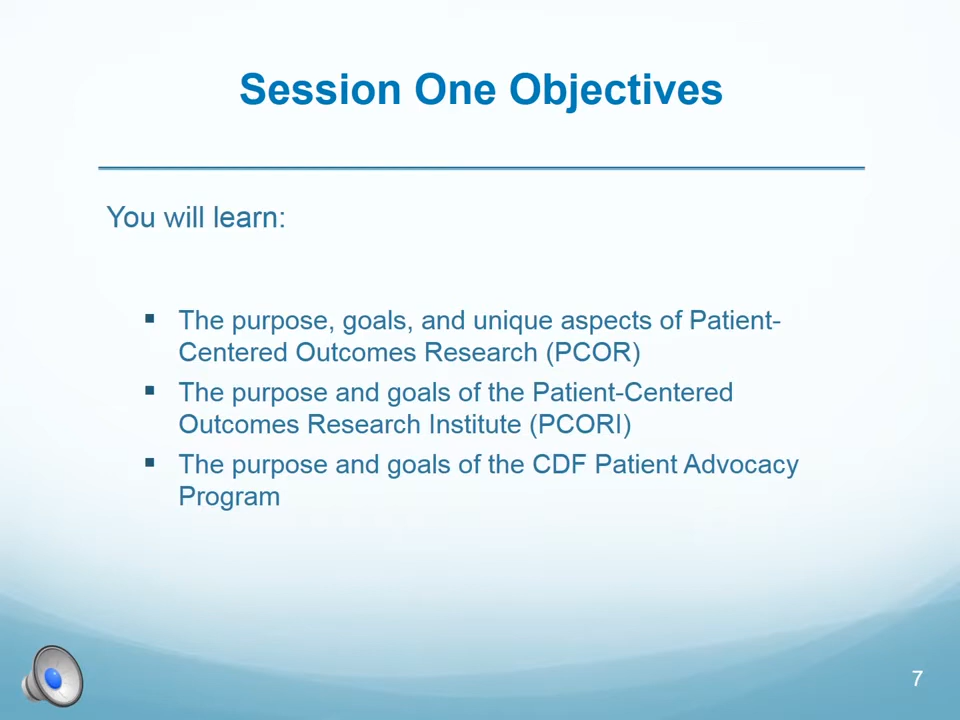 Session One Objectives
You will learn:
▪ The purpose, goals, and unique aspects of Patient-
Centered Outcomes Research (PCOR)
▪ The purpose and goals of the Patient-Centered
Outcomes Research Institute (PCORI)
▪ The purpose and goals of the CDF Patient Advocacy
Program
7